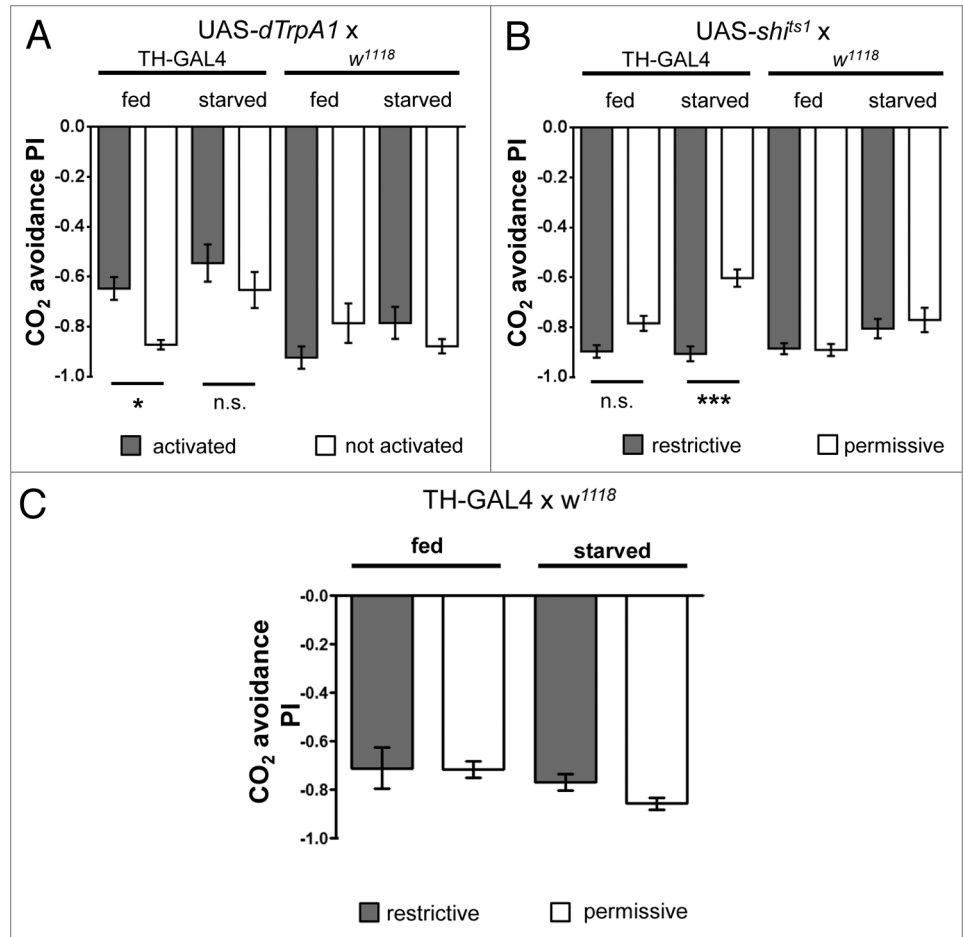 A
UAS-dTrpA1 x
TH-GAL4
w1118
fed
starved
fed
starved
CO2 avoidance PI
0.0
-0.2
-0.4
-0.6
-0.8
-1.0
*
n.s.
activated
not activated
B
UAS-shits1 x
TH-GAL4
w1118
fed
starved
fed
starved
CO2 avoidance PI
0.0
-0.2
-0.4
-0.6
-0.8
-1.0
n.s.
***
restrictive
permissive
C
TH-GAL4 x w1118
fed
starved
CO2 avoidance
PI
-0.0
-0.2
-0.4
-0.6
-0.8
-1.0
restrictive
permissive